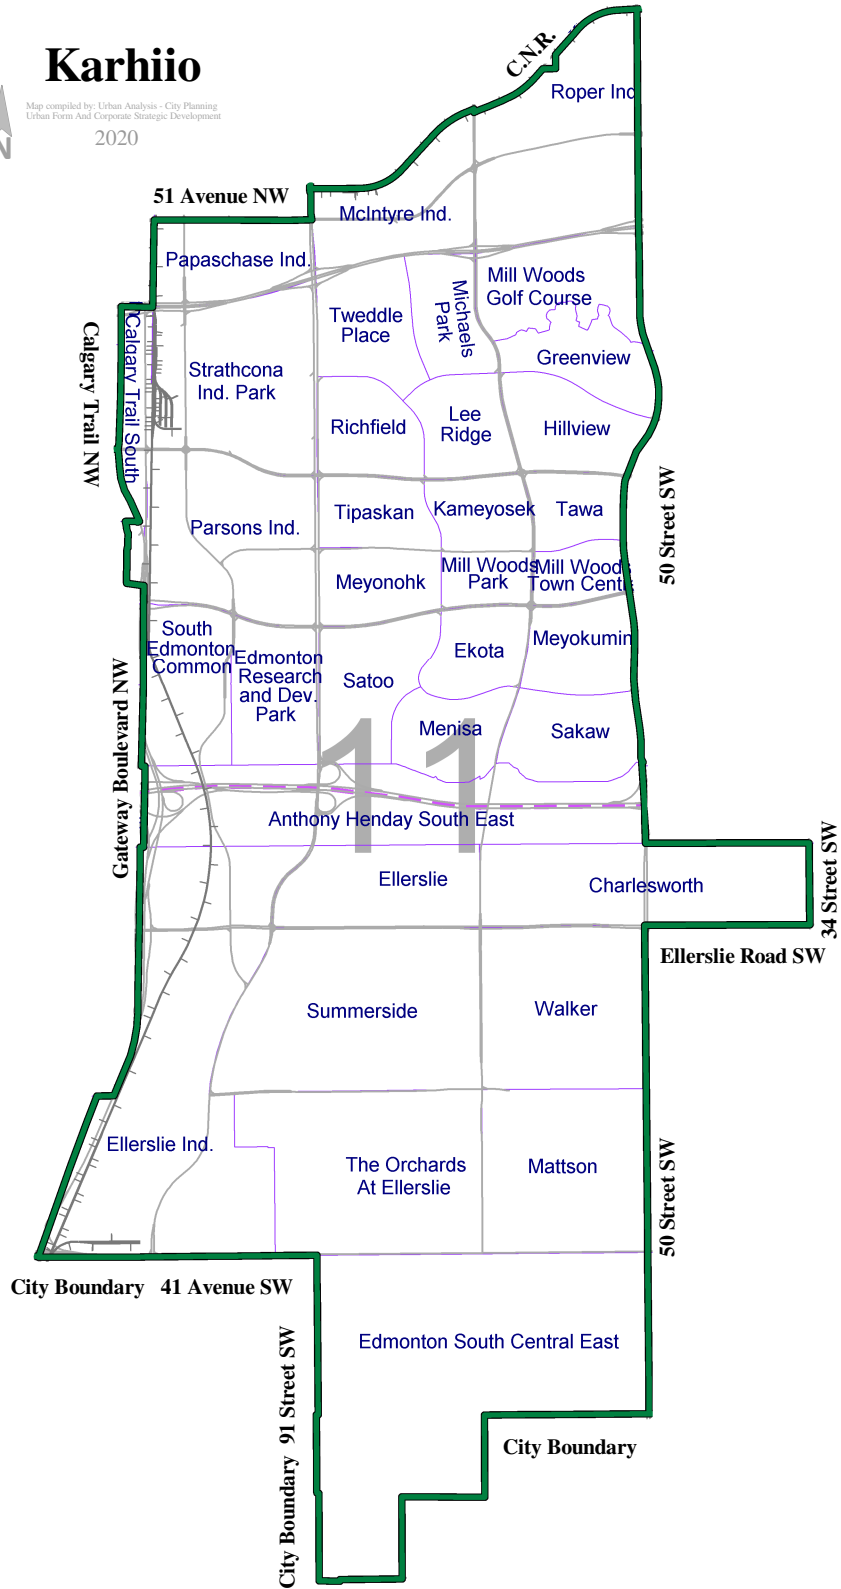 Karhiio
Map compiled by: Urban Analysis - City Planning
Urban Form And Corporate Strategic Development
2020
N
C.N.R.
Roper Ind
51 Avenue NW
McIntyre Ind.
Papaschase Ind.
Mill Woods
Golf Course
Michaels
Park
Tweddle
Place
Calgary Trail NW
Calgary Trail South
Strathcona
Ind. Park
Greenview
Richfield
Lee
Ridge
Hillview
50 Street SW
Parsons Ind.
Tipaskan
Kameyosek
Tawa
Meyonohk
Mill Woods
Park
Mill Woods
Town Cent
South
Edmonton
Common
Edmonton
Research
and Dev.
Park
Satoo
Ekota
Meyokumin
Gateway Boulevard NW
Menisa
Sakaw
11
Anthony Henday South East
Ellerslie
Charlesworth
34 Street SW
Ellerslie Road SW
Summerside
Walker
Ellerslie Ind.
The Orchards
At Ellerslie
Mattson
50 Street SW
City Boundary 41 Avenue SW
Edmonton South Central East
City Boundary 91 Street SW
City Boundary